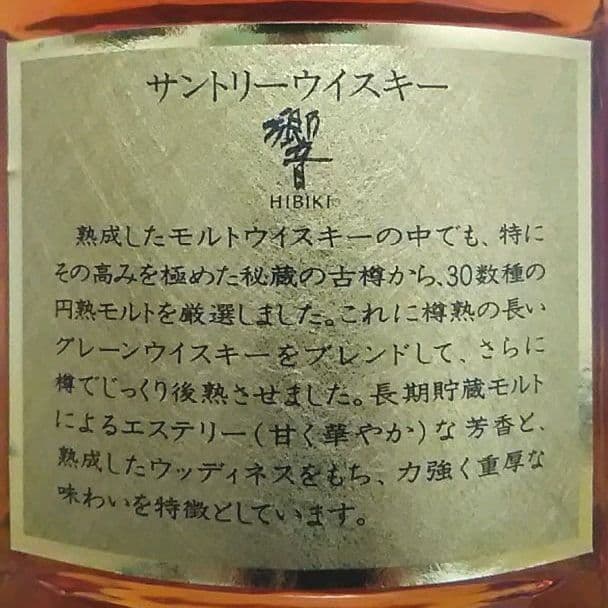 サントリーウイスキー
響
HIBIKI
熟成したモルトウイスキーの中でも、特に
その高みを極めた秘蔵の古樽から、30数種の
円熟モルトを厳選しました。これに樽熟の長い
グレーンウイスキーをブレンドして、さらに
樽でじっくり後熟させました。長期貯蔵モルト
によるエステリー(甘く華やか)な芳香と、
熟成したウッディネスをもち、力強く重厚な
味わいを特徴としています。